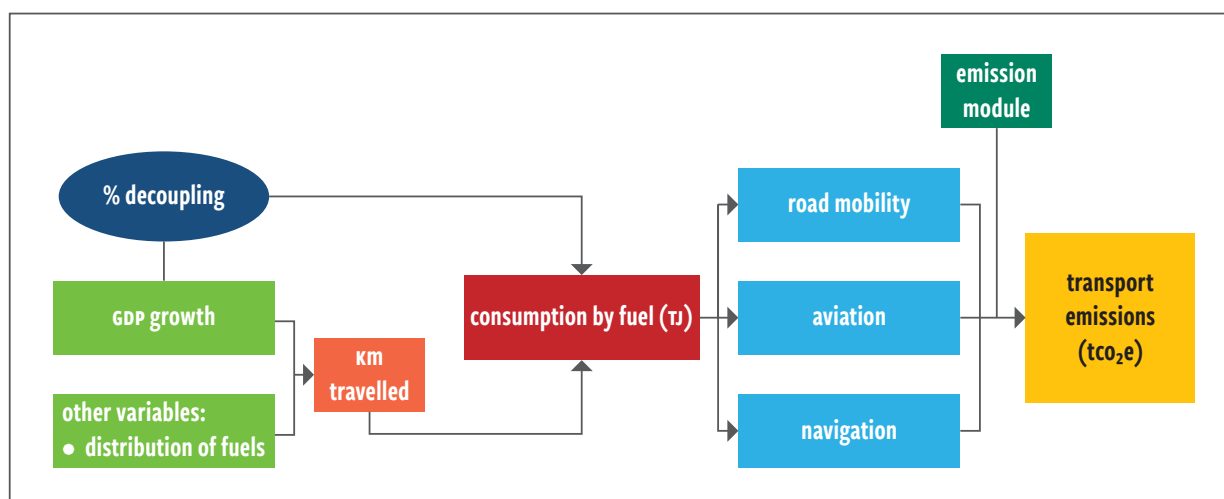 emission
module
% decoupling
road mobility
GDP growth
consumption by fuel (TJ)
aviation
transport
emissions
(tCO₂e)
Km
travelled
other variables:
● distribution of fuels
navigation